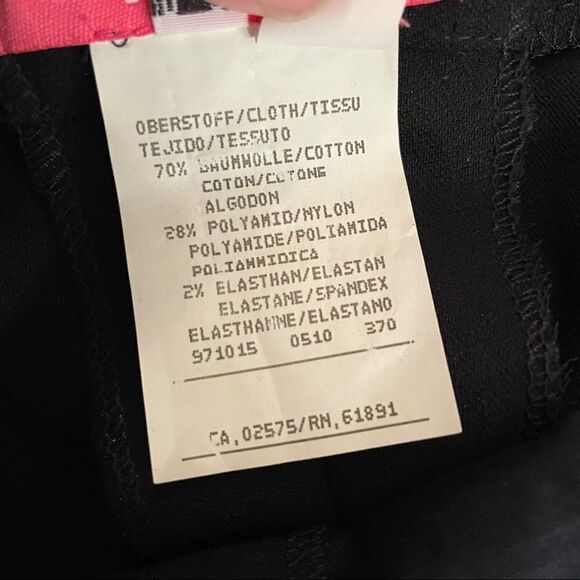 OBERSTOFF/CLOTH/TISSU
TEJIDO/TESSUTO
70% BAUMWOLLE/COTTON
COTON/COTONE
ALGODON
28% POLYAMID/NYLON
POLYAMIDE/POLIAMIDA
POLIAMMIDICA
2% ELASTHAN/ELASTAN
ELASTANE/SPANDEX
ELASTHANNE/ELASTANO
971015 0510 370
CA,02575/RN,61891